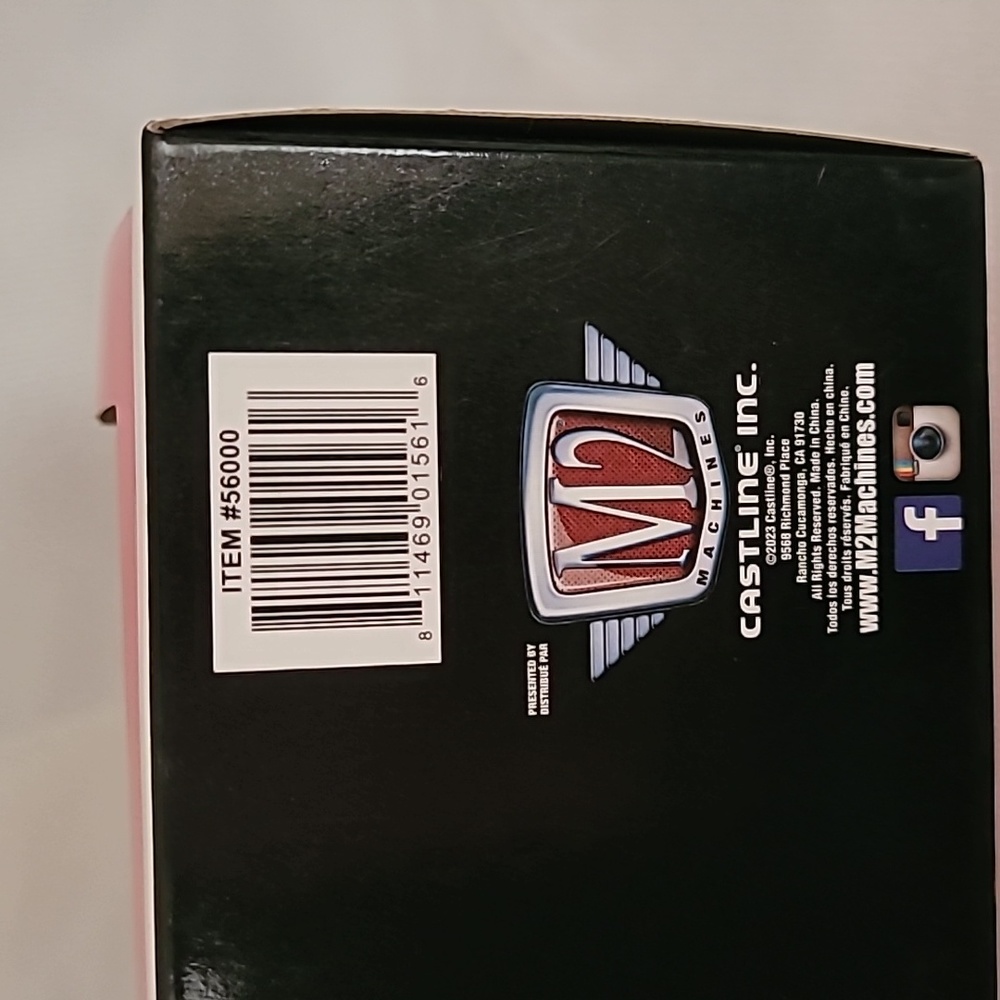 ITEM #56000
8 11469 01561 6
PRESENTED BY
DISTRIBUÉ PAR
M2
MACHINES
CASTLINE® INC.
©2023 Castline®, Inc.
9568 Richmond Place
Rancho Cucamonga, CA 91730
All Rights Reserved. Made in China.
Todos los derechos reservados. Hecho en china.
Tous droits réservés. Fabriqué en Chine.
www.M2Machines.com
f